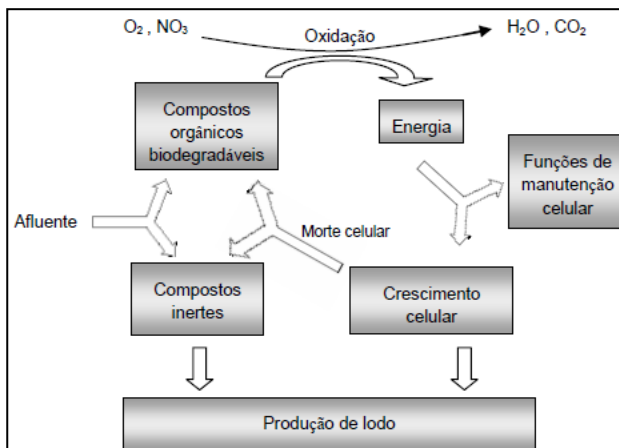 O₂ , NO₃
Oxidação
H₂O , CO₂
Compostos
orgânicos
biodegradáveis
Energia
Funções de
manutenção
celular
Afluente
Morte celular
Compostos
inertes
Crescimento
celular
Produção de lodo